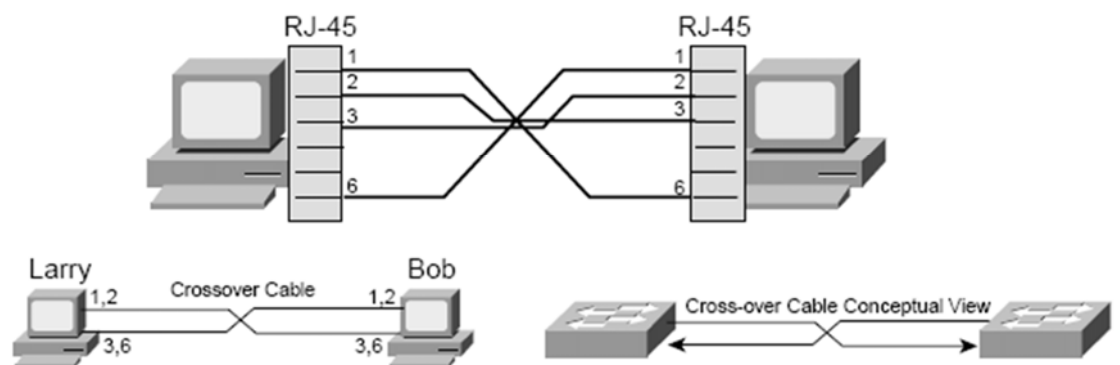 RJ-45 RJ-45
1 1
2 2
3 3
6 6
Larry Bob
1,2 Crossover Cable 1,2
3,6 3,6
Cross-over Cable Conceptual View